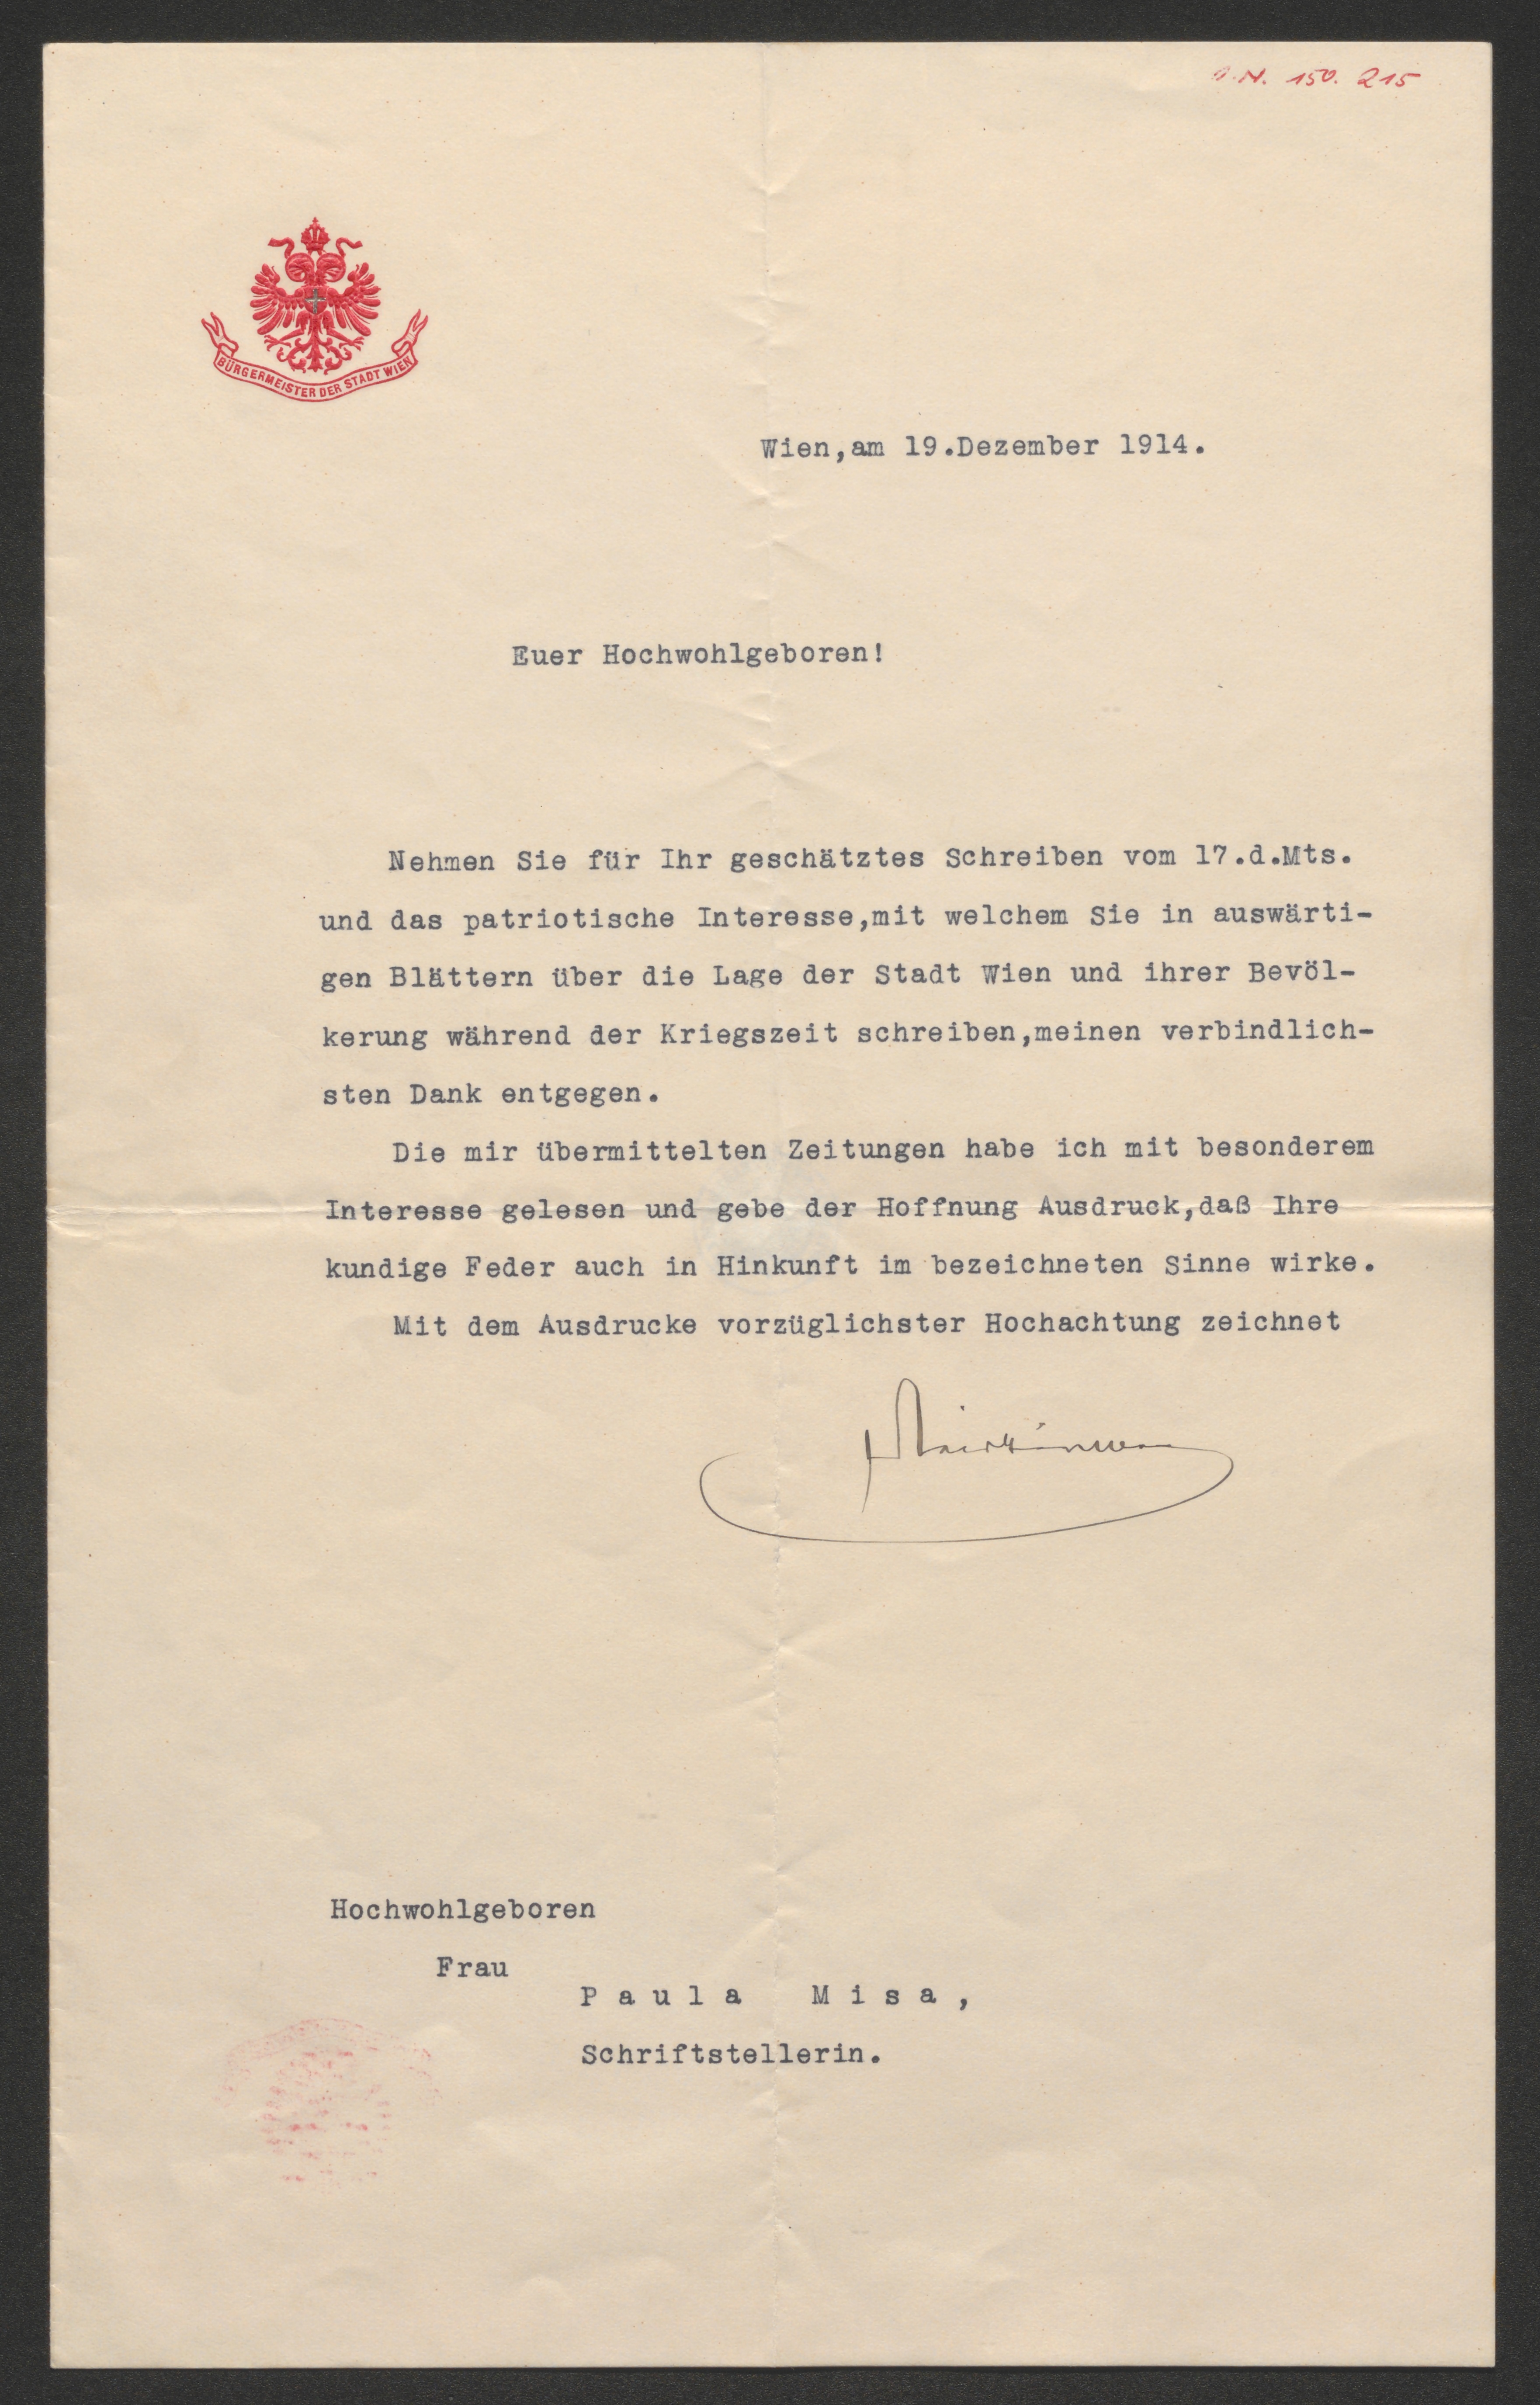 I.N. 150.215
BÜRGERMEISTER DER STADT WIEN
Wien,am 19.Dezember 1914.
Euer Hochwohlgeboren!
Nehmen Sie für Ihr geschätztes Schreiben vom 17.d.Mts.
und das patriotische Interesse,mit welchem Sie in auswärti-
gen Blättern über die Lage der Stadt Wien und ihrer Bevöl-
kerung während der Kriegszeit schreiben,meinen verbindlich-
sten Dank entgegen.
Die mir übermittelten Zeitungen habe ich mit besonderem
Interesse gelesen und gebe der Hoffnung Ausdruck,daß Ihre
kundige Feder auch in Hinkunft im bezeichneten Sinne wirke.
Mit dem Ausdrucke vorzüglichster Hochachtung zeichnet
Hochwohlgeboren
Frau
Paula Misa,
Schriftstellerin.